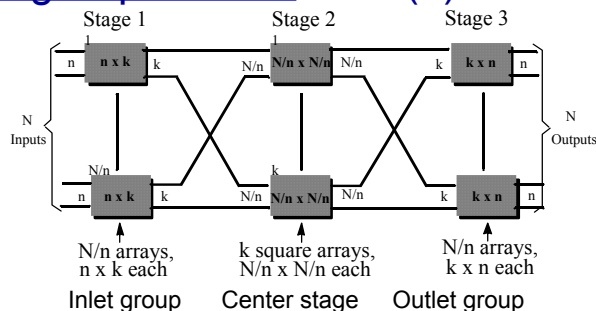 Stage 1 Stage 2 Stage 3
1 1
n n x k k N/n N/n x N/n N/n k k x n n
N Inputs
N Outputs
N/n k
n n x k k N/n N/n x N/n N/n k k x n n
N/n arrays, k square arrays, N/n arrays,
n x k each N/n x N/n each k x n each
Inlet group Center stage Outlet group